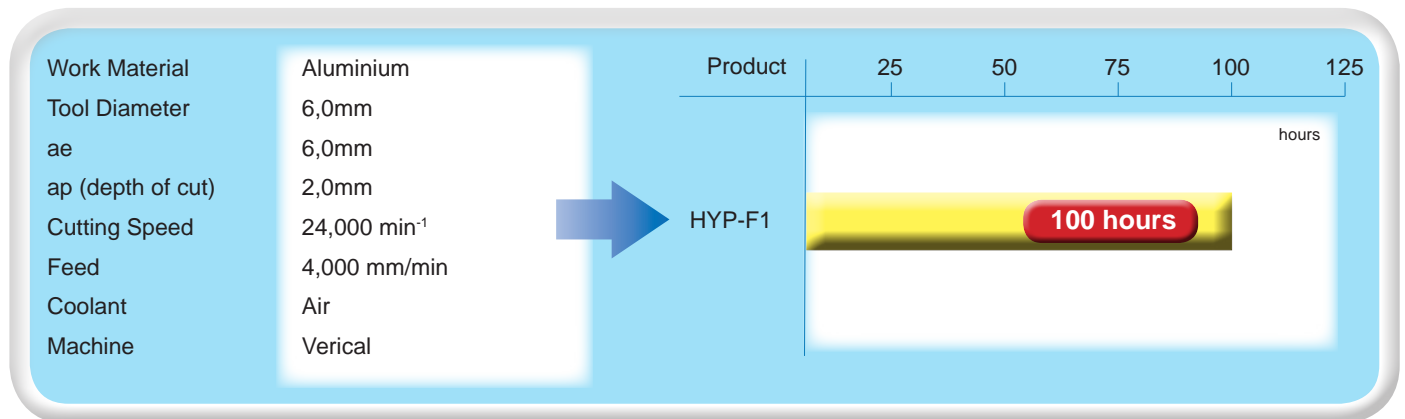 Work Material Aluminium
Tool Diameter 6,0mm
ae 6,0mm
ap (depth of cut) 2,0mm
Cutting Speed 24,000 min⁻¹
Feed 4,000 mm/min
Coolant Air
Machine Verical
Product 25 50 75 100 125
hours
HYP-F1 100 hours